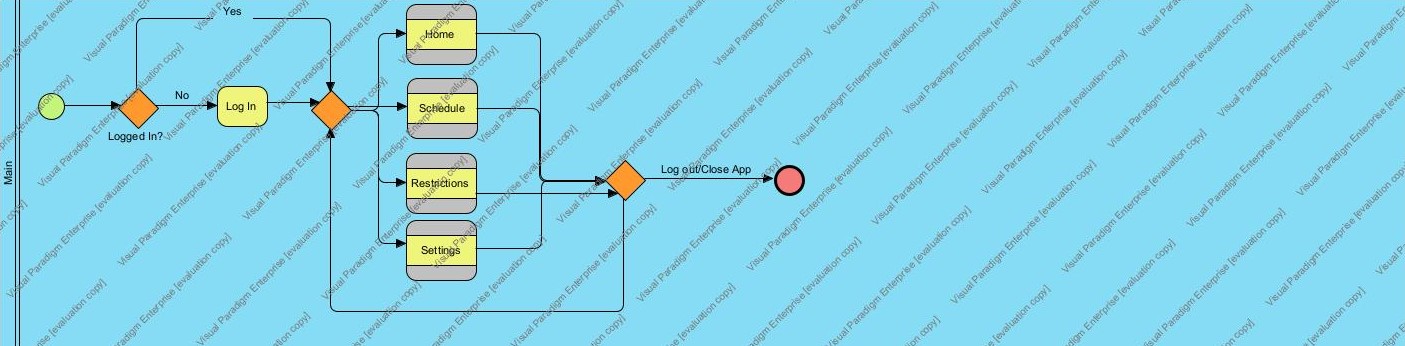 Yes
Home
No
Log In
Schedule
Logged In?
Main
Restrictions
Log out/Close App
Settings
Visual Paradigm Enterprise [evaluation copy]